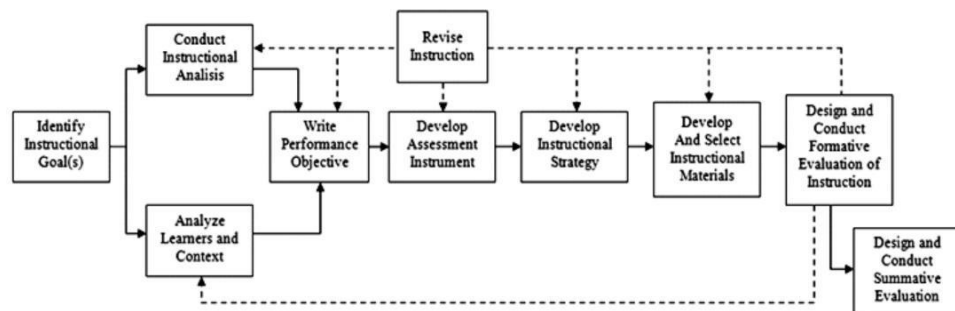 Conduct
Instructional
Analisis
Revise
Instruction
Identify
Instructional
Goal(s)
Write
Performance
Objective
Develop
Assessment
Instrument
Develop
Instructional
Strategy
Develop
And Select
Instructional
Materials
Design and
Conduct
Formative
Evaluation of
Instruction
Analyze
Learners and
Context
Design and
Conduct
Summative
Evaluation